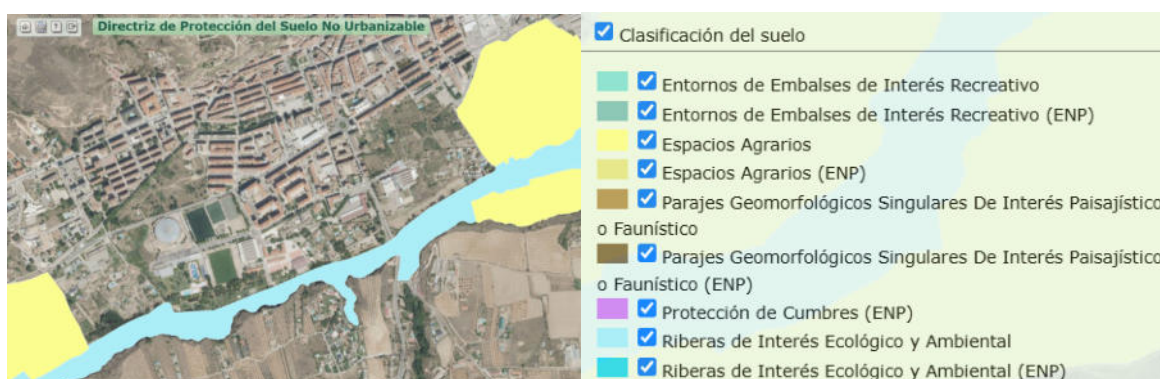 Directriz de Protección del Suelo No Urbanizable
Clasificación del suelo
Entornos de Embalses de Interés Recreativo
Entornos de Embalses de Interés Recreativo (ENP)
Espacios Agrarios
Espacios Agrarios (ENP)
Parajes Geomorfológicos Singulares De Interés Paisajístico
o Faunístico
Parajes Geomorfológicos Singulares De Interés Paisajístico
o Faunístico (ENP)
Protección de Cumbres (ENP)
Riberas de Interés Ecológico y Ambiental
Riberas de Interés Ecológico y Ambiental (ENP)